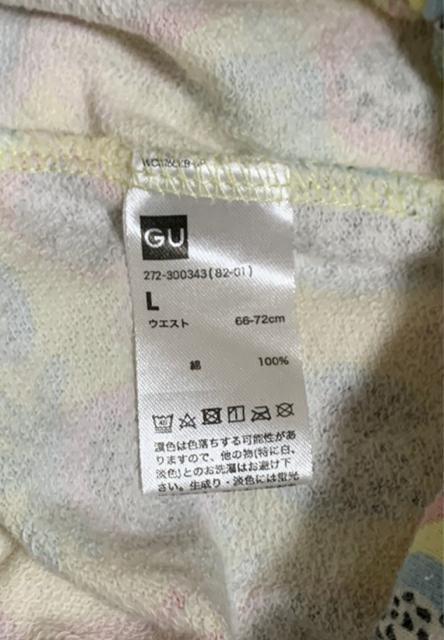 GU
272-300343(82-01)
L
ウエスト 66-72cm
綿 100%
40
濃色は色落ちする可能性があ
りますので、他の物(特に白、
淡色)とのお洗濯はお避け下
さい。生成り・淡色には蛍光